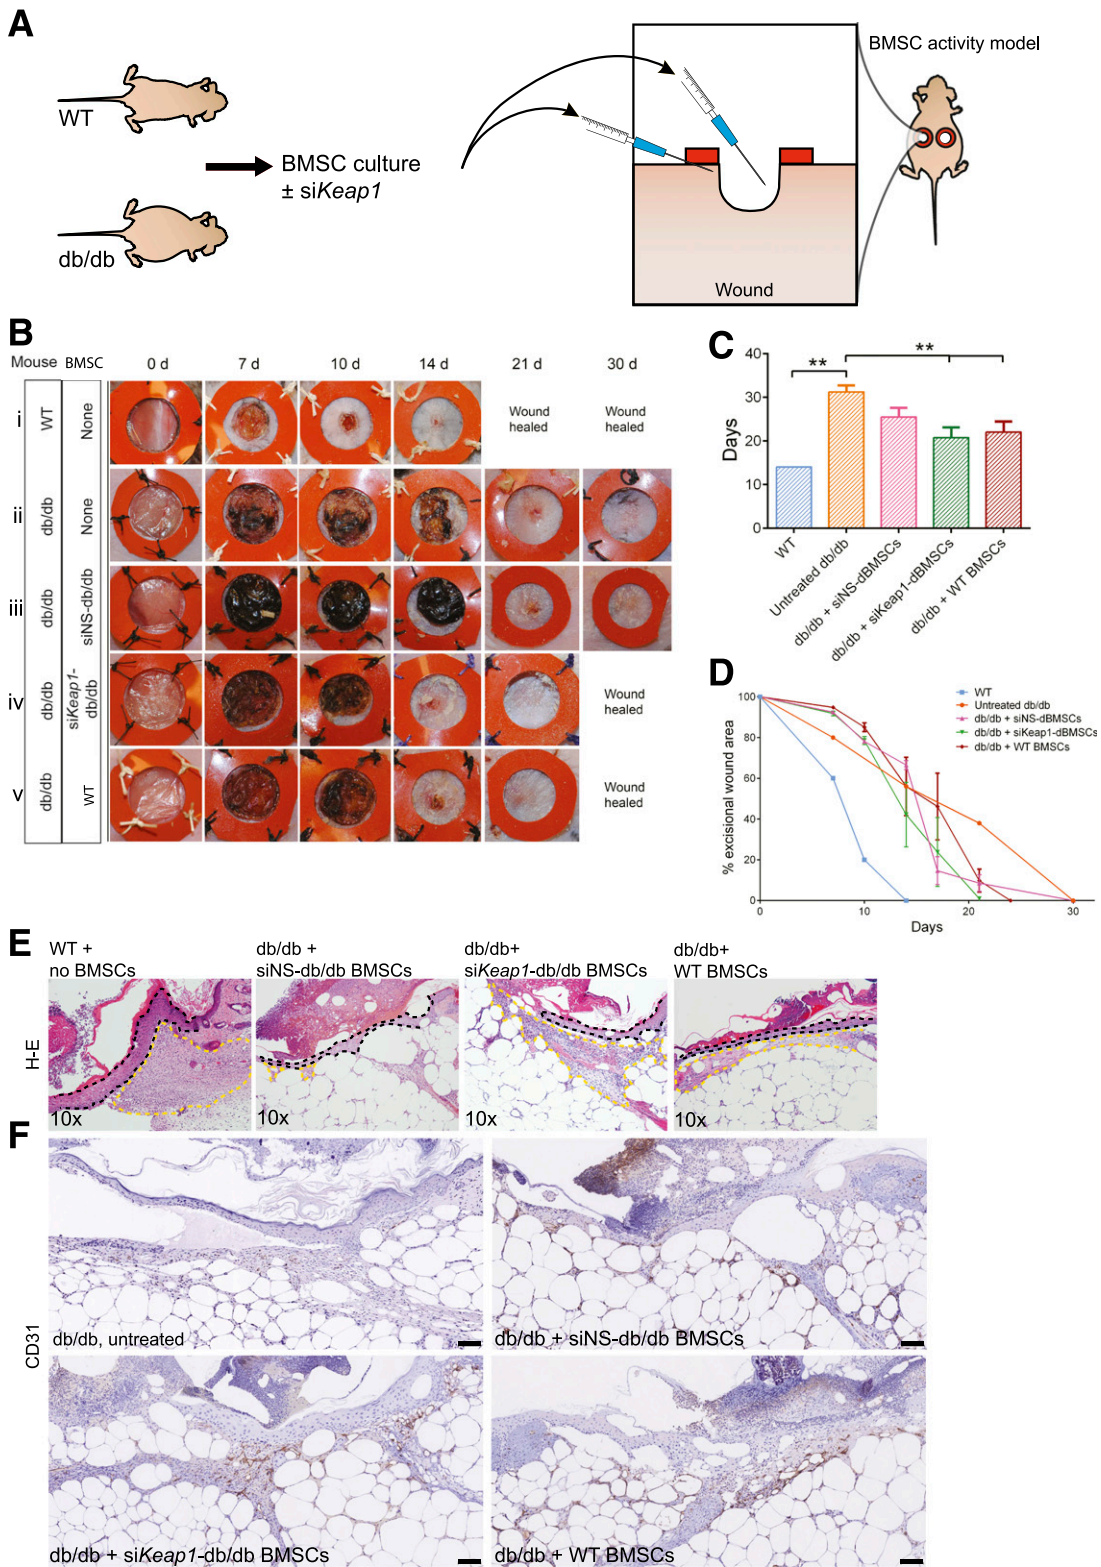 A
WT
db/db
BMSC culture
± siKeap1
Wound
BMSC activity model
B
Mouse BMSC 0 d 7 d 10 d 14 d 21 d 30 d
i WT None Wound healed Wound healed
ii db/db None
iii db/db siNS-db/db
iv db/db siKeap1-db/db Wound healed
v db/db WT Wound healed
C
** **
Days
40
30
20
10
0
WT
Untreated db/db
db/db + siNS-dBMSCs
db/db + siKeap1-dBMSCs
db/db + WT BMSCs
D
% excisional wound area
100
80
60
40
20
0
0 10 20 30
Days
WT
Untreated db/db
db/db + siNS-dBMSCs
db/db + siKeap1-dBMSCs
db/db + WT BMSCs
E
H-E
WT +
no BMSCs
db/db +
siNS-db/db BMSCs
db/db+
siKeap1-db/db BMSCs
db/db+
WT BMSCs
10x 10x 10x 10x
F
CD31
db/db, untreated
db/db + siNS-db/db BMSCs
db/db + siKeap1-db/db BMSCs
db/db + WT BMSCs